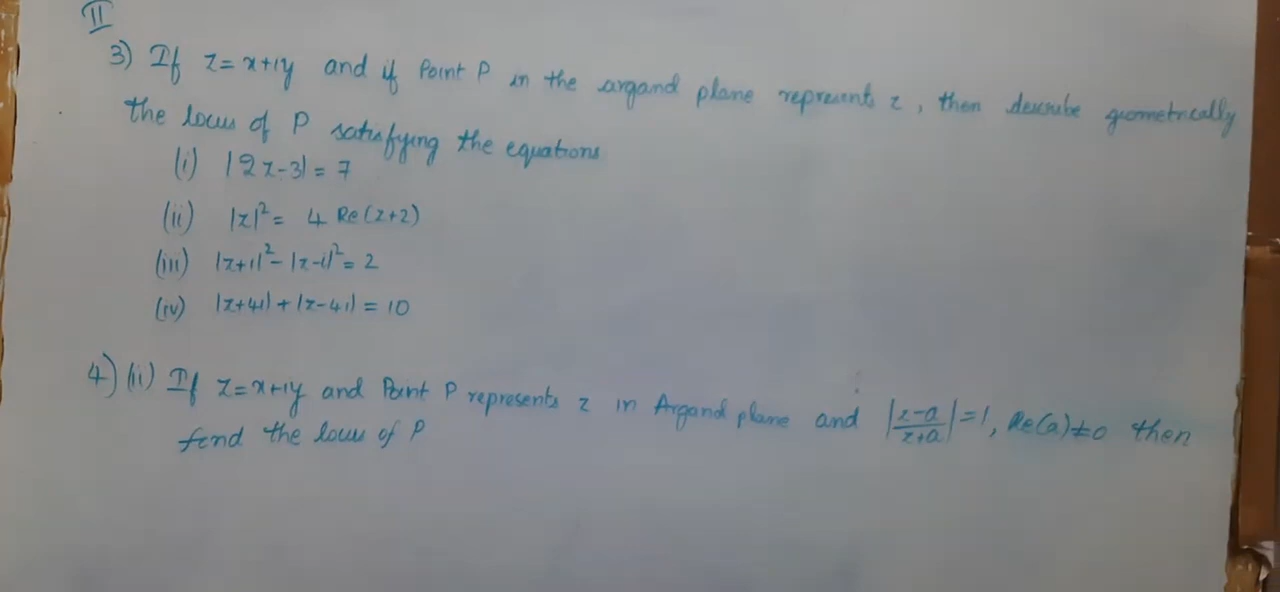 II
3) If z = x+iy and if Point P in the argand plane represents z, then describe geometrically
the locus of P satisfying the equations
(i) |2z-3| = 7
(ii) |z|² = 4 Re(z+2)
(iii) |z+i|² - |z-i|² = 2
(iv) |z+4i| + |z-4i| = 10
4) (ii) If z = x+iy and Point P represents z in Argand plane and |z-a/z+a| = 1, Re(a) ≠ 0 then
find the locus of P